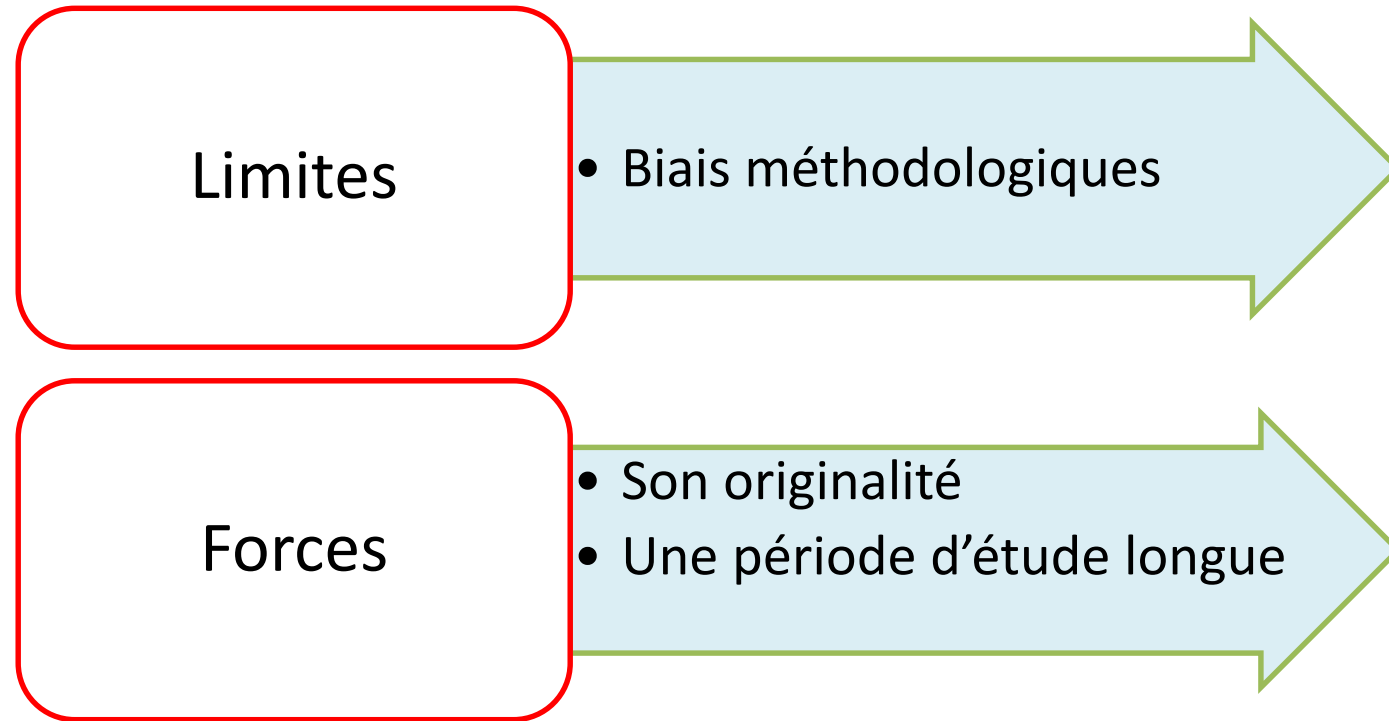 Limites
• Biais méthodologiques
Forces
• Son originalité
• Une période d’étude longue